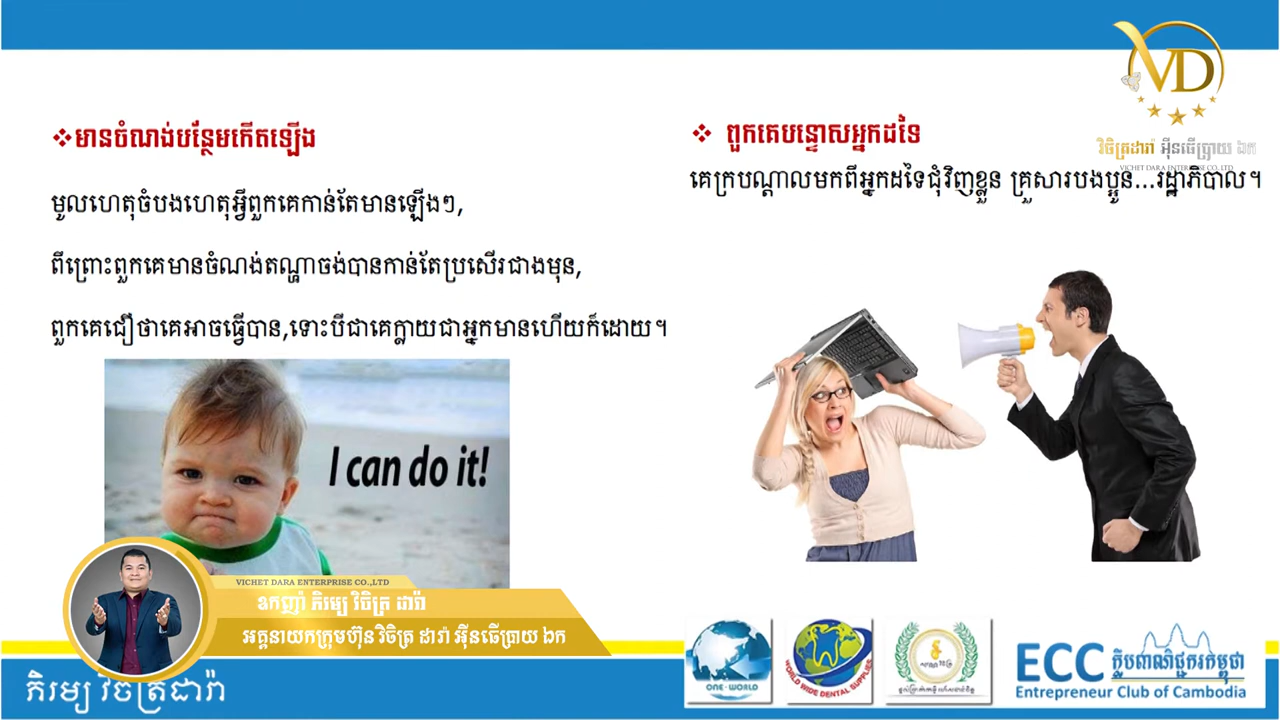 ❖មានចំណង់បន្ថែមកើតឡើង
មូលហេតុចំបងហេតុអ្វីពួកគេកាន់តែមានឡើងៗ,
ពីព្រោះពួកគេមានចំណង់តណ្ហាចង់បានកាន់តែប្រសើរជាងមុន,
ពួកគេជឿថាគេអាចធ្វើបាន,ទោះបីជាគេក្លាយជាអ្នកមានហើយក៏ដោយ។
I can do it!
❖ ពួកគេបន្ទោសអ្នកដទៃ
គេក្របណ្តាលមកពីអ្នកដទៃជុំវិញខ្លួន គ្រួសារបងប្អូន...រដ្ឋាភិបាល។
VD
វិចិត្រដារ៉ា អ៊ីនធើប្រាយ ឯក
VICHET DARA ENTERPRISE CO., LTD
VICHET DARA ENTERPRISE CO.,LTD
ឧកញ៉ា ភិរម្យ វិចិត្រ ដារ៉ា
អគ្គនាយកក្រុមហ៊ុន វិចិត្រ ដារ៉ា អ៊ីនធើប្រាយ ឯក
ភិរម្យ វិចិត្រដារ៉ា
ONE-WORLD
WORLD WIDE DENTAL SUPPLIES
ECC ក្លឹបពាណិជ្ជករកម្ពុជា
Entrepreneur Club of Cambodia